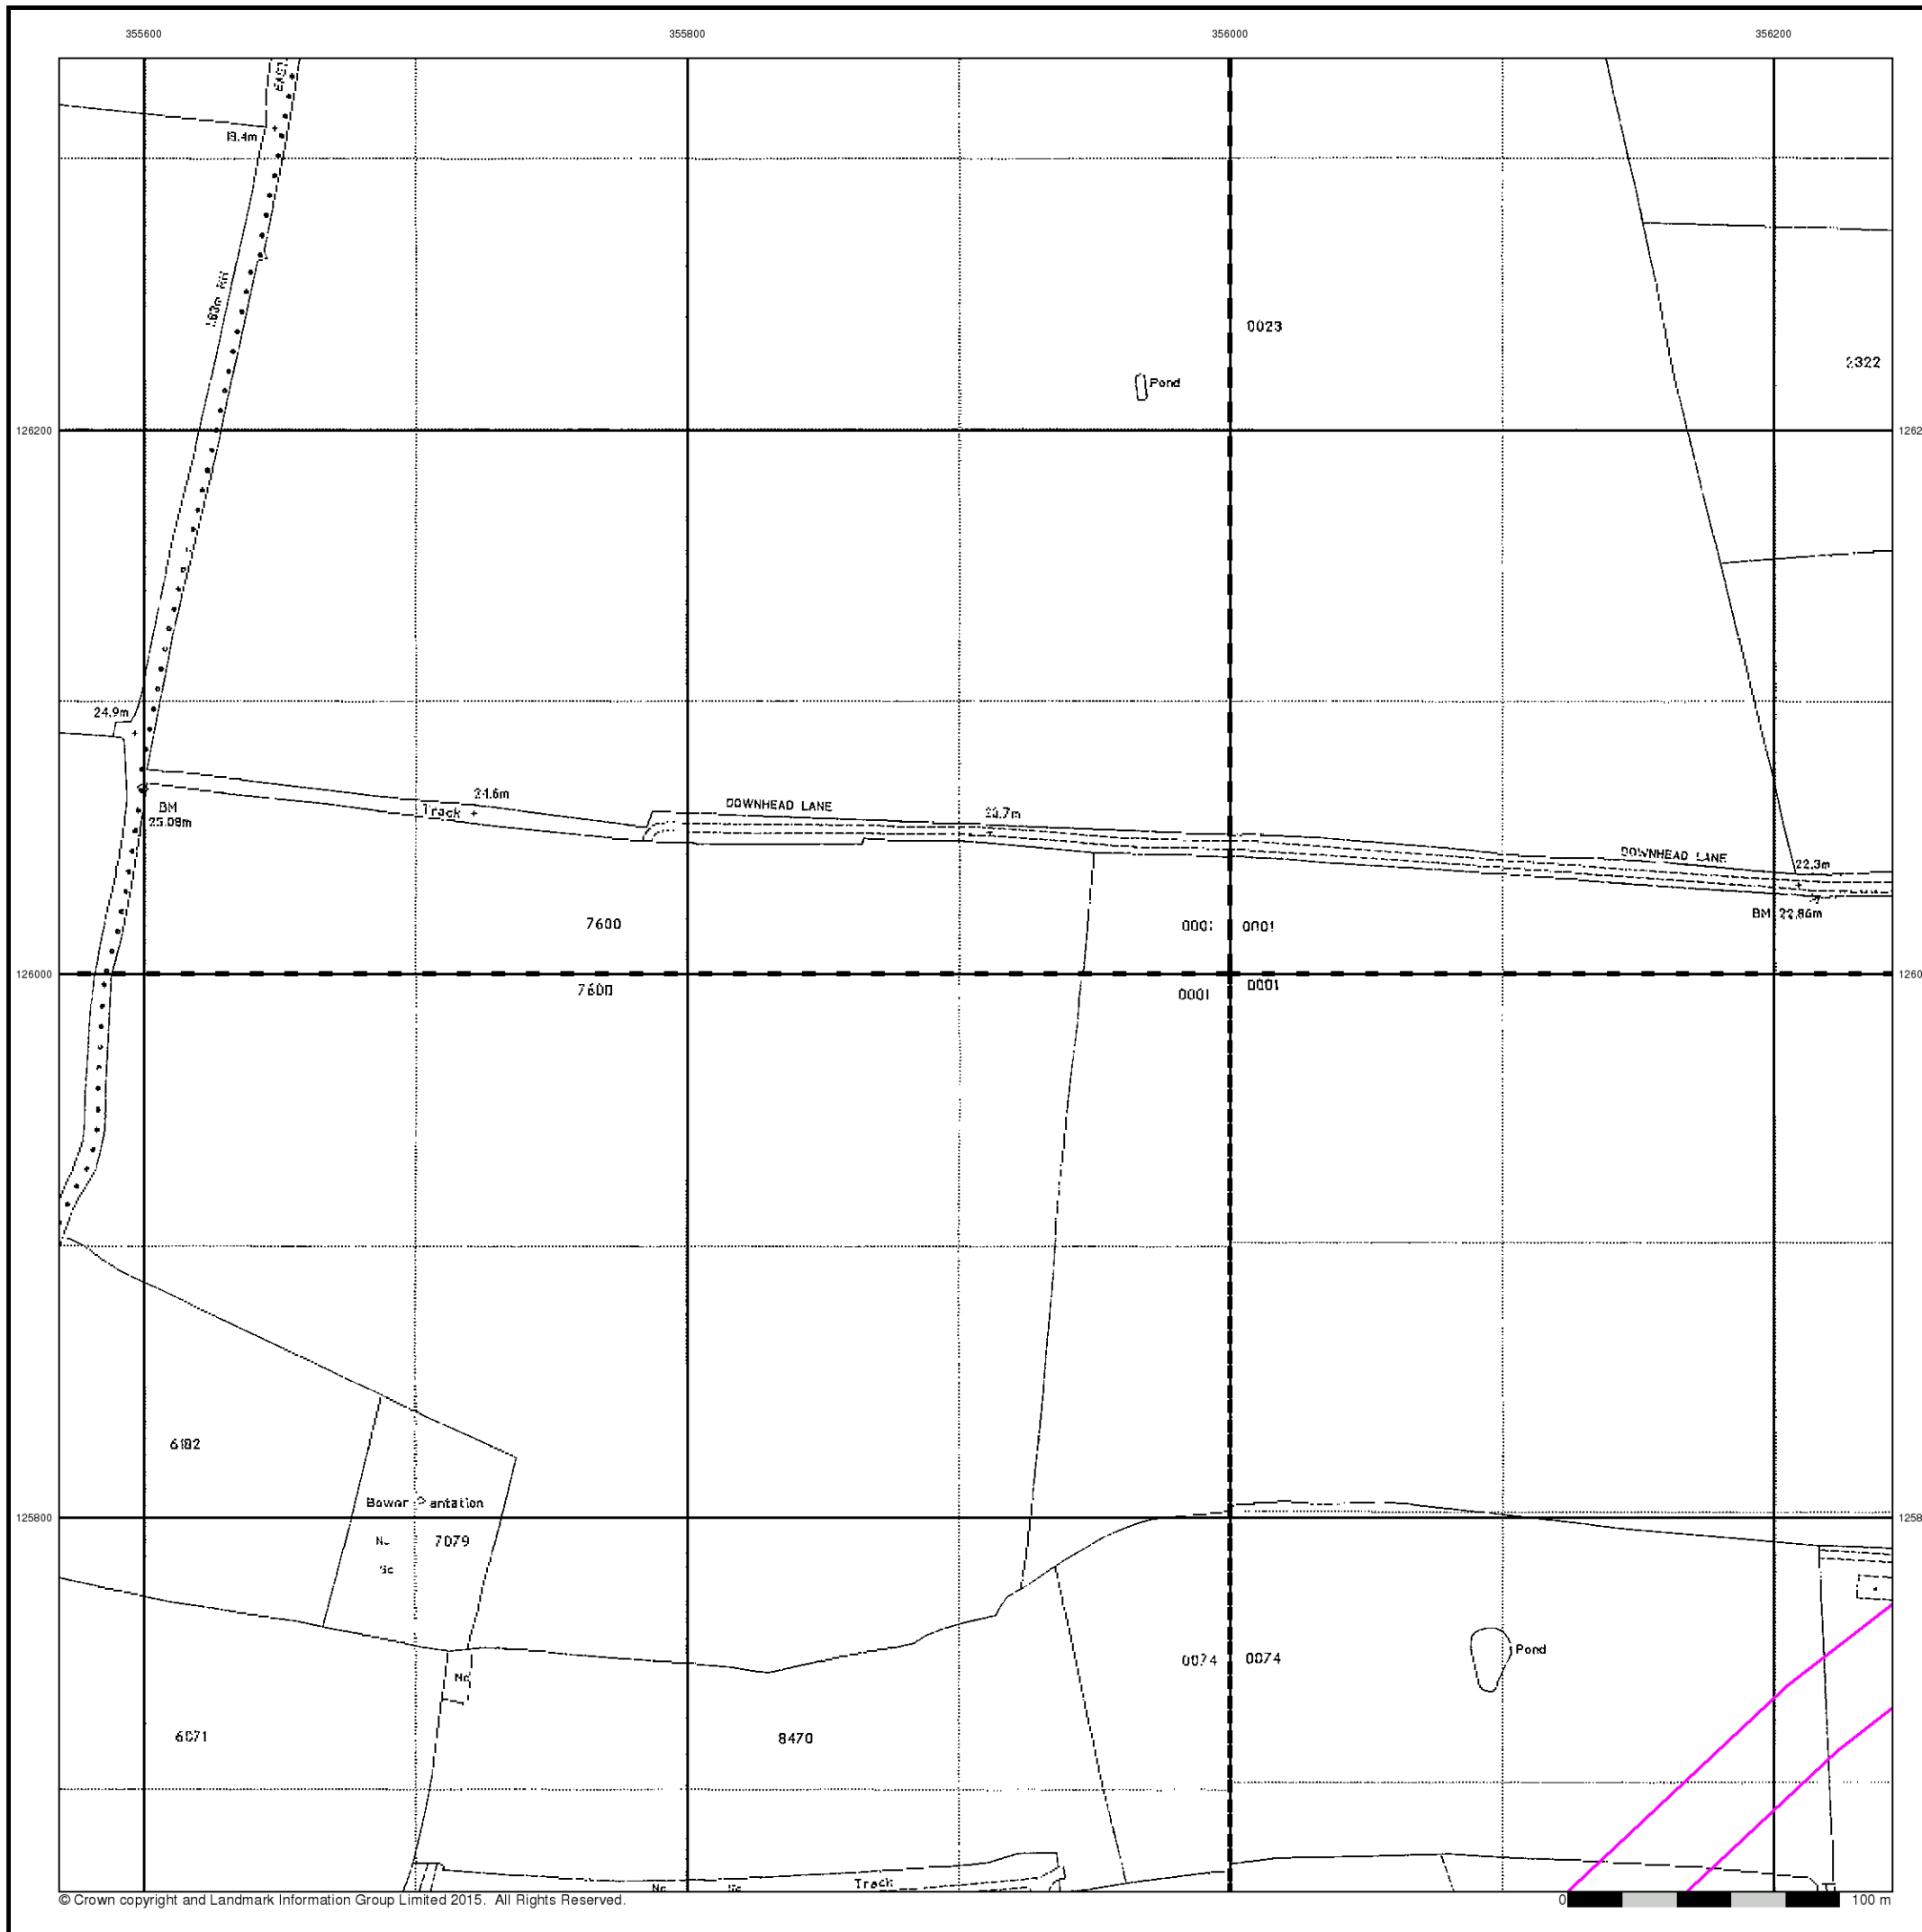 355600 355800 356000 356200
18.4m
0023
2322
Pond
126200
24.9m
BM
25.08m
Track
24.6m
DOWNHEAD LANE
DOWNHEAD LANE
22.3m
BM 22.86m
7600
0001 0001
126000
7600
0001 0001
6182
Bower
125800
7079
0074 0074
Pond
6071
8470
Track
© Crown copyright and Landmark Information Group Limited 2015. All Rights Reserved.
0 100 m